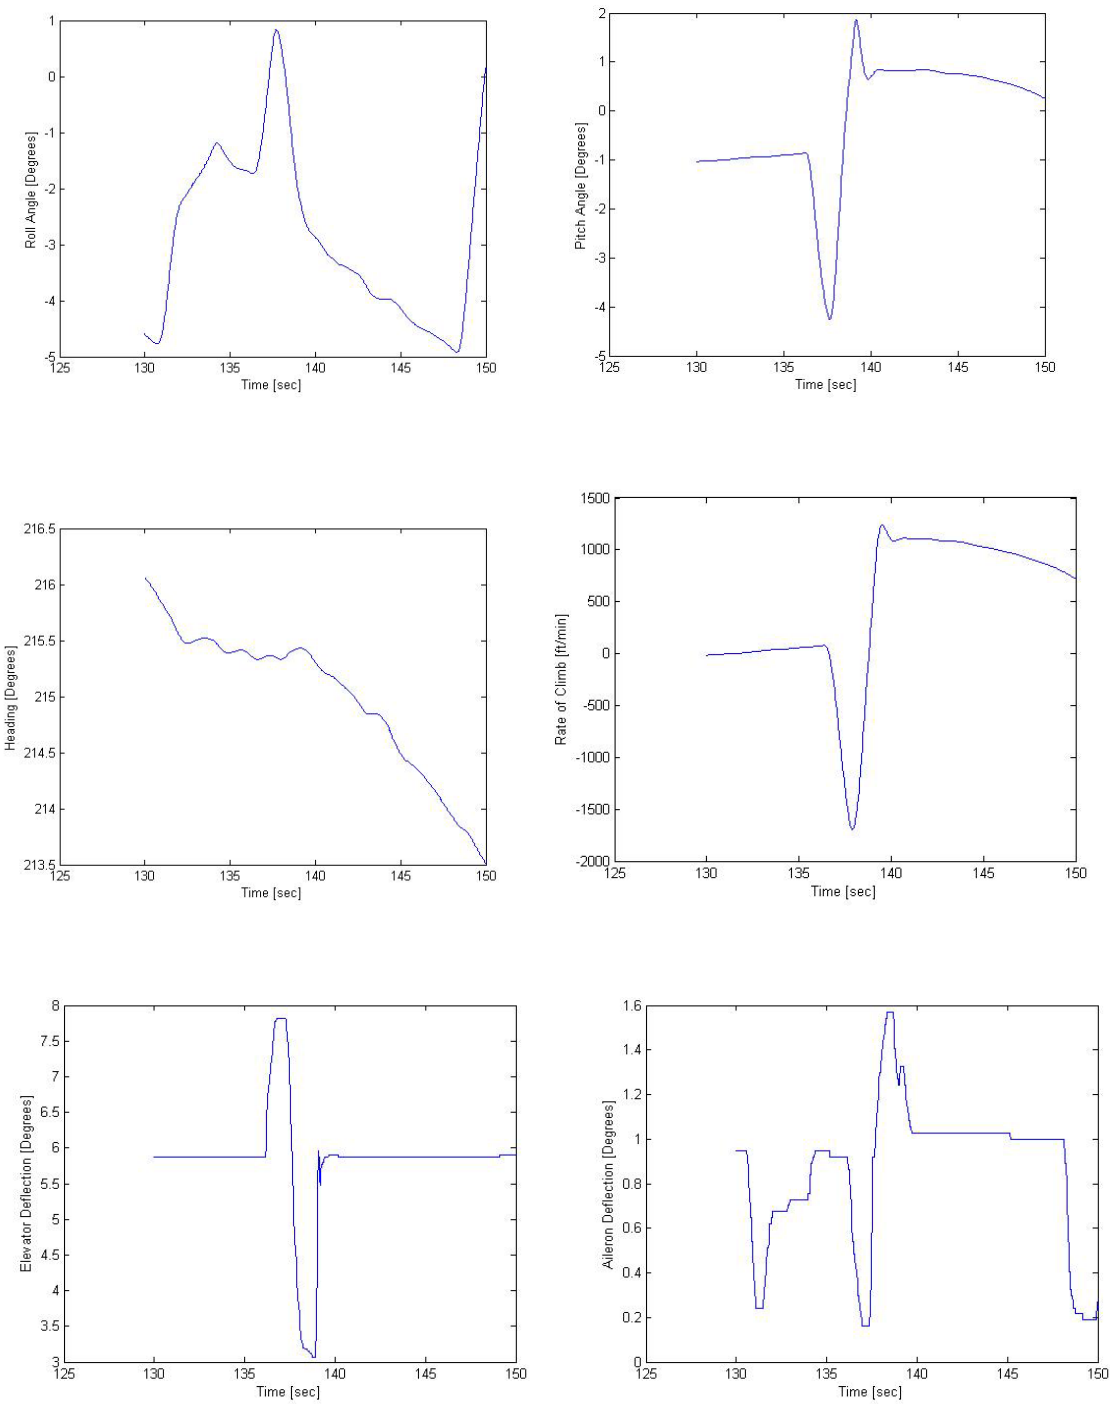 1
0
-1
-2
-3
-4
-5
Roll Angle [Degrees]
125 130 135 140 145 150
Time [sec]
2
1
0
-1
-2
-3
-4
-5
Pitch Angle [Degrees]
125 130 135 140 145 150
Time [sec]
216.5
216
215.5
215
214.5
214
213.5
Heading [Degrees]
125 130 135 140 145 150
Time [sec]
1500
1000
500
0
-500
-1000
-1500
-2000
Rate of Climb [ft/min]
125 130 135 140 145 150
Time [sec]
8
7.5
7
6.5
6
5.5
5
4.5
4
3.5
3
Elevator Deflection [Degrees]
125 130 135 140 145 150
Time [sec]
1.6
1.4
1.2
1
0.8
0.6
0.4
0.2
0
Aileron Deflection [Degrees]
125 130 135 140 145 150
Time [sec]